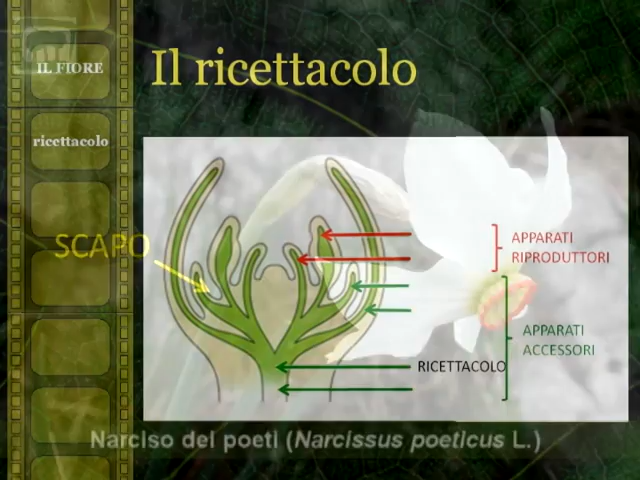 Il ricettacolo
IL FIORE
ricettacolo
SCAPO
APPARATI
RIPRODUTTORI
APPARATI
ACCESSORI
RICETTACOLO
Narciso dei poeti (Narcissus poeticus L.)